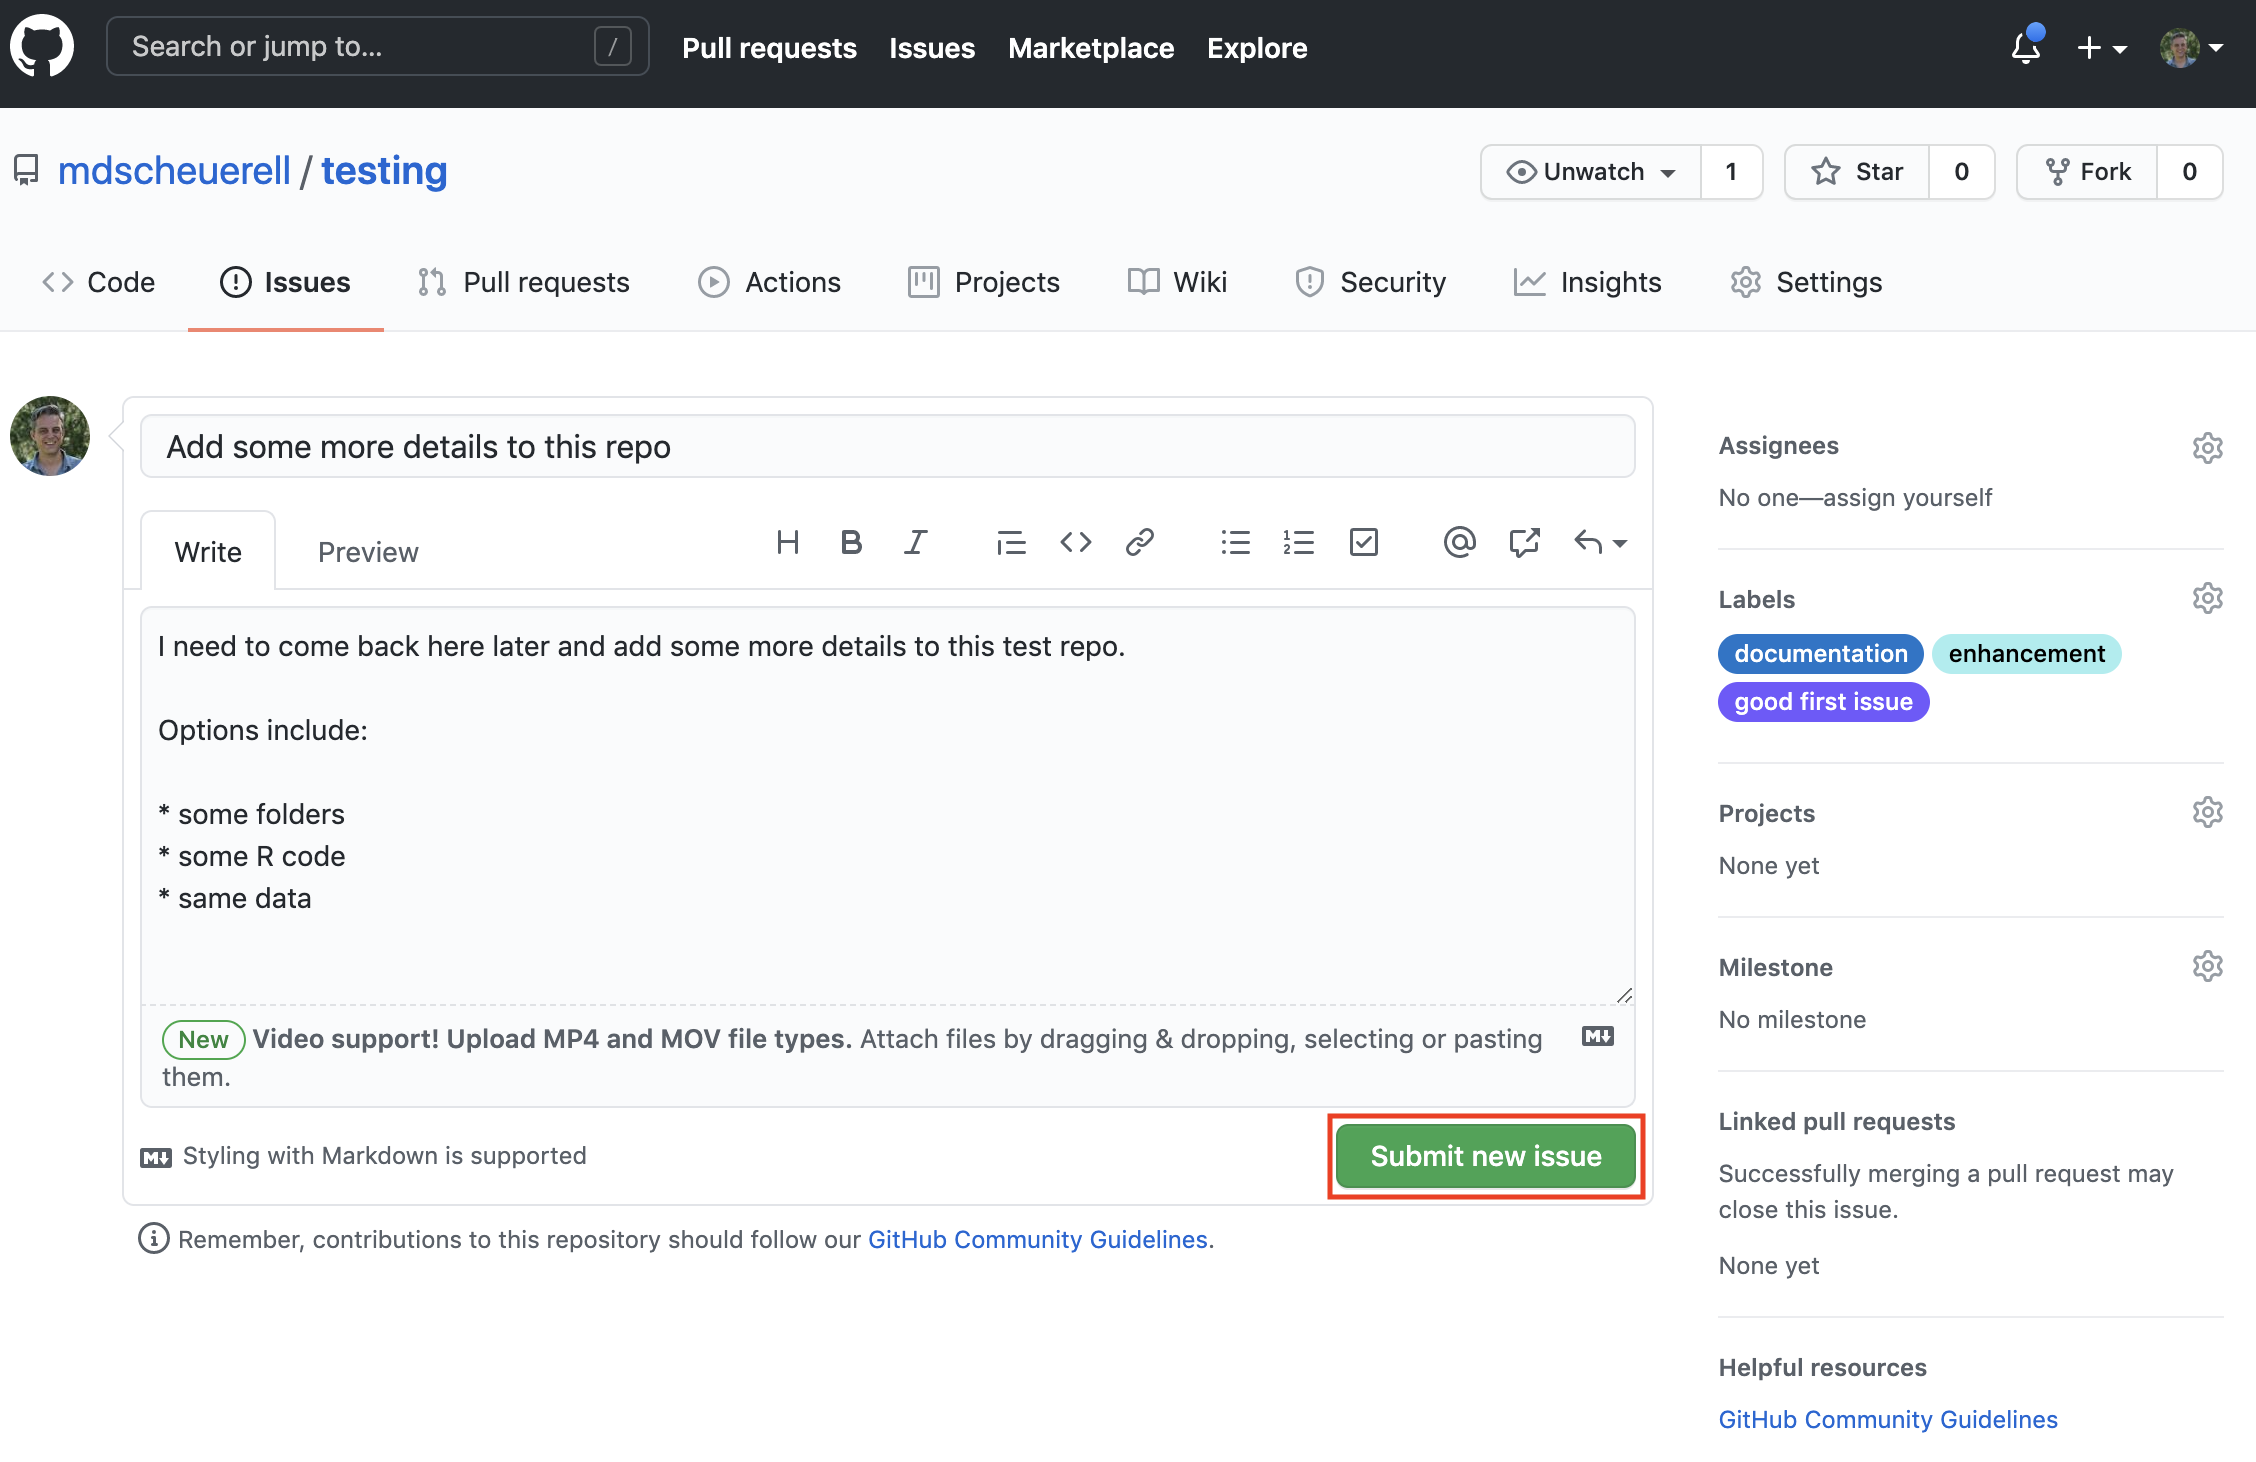 Search or jump to... /
Pull requests Issues Marketplace Explore
mdscheuerell / testing
Unwatch 1 Star 0 Fork 0
Code Issues Pull requests Actions Projects Wiki Security Insights Settings
Add some more details to this repo
Write Preview
I need to come back here later and add some more details to this test repo.
Options include:
* some folders
* some R code
* same data
New Video support! Upload MP4 and MOV file types. Attach files by dragging & dropping, selecting or pasting
them.
Styling with Markdown is supported
Submit new issue
Remember, contributions to this repository should follow our GitHub Community Guidelines.
Assignees
No one—assign yourself
Labels
documentation enhancement
good first issue
Projects
None yet
Milestone
No milestone
Linked pull requests
Successfully merging a pull request may
close this issue.
None yet
Helpful resources
GitHub Community Guidelines